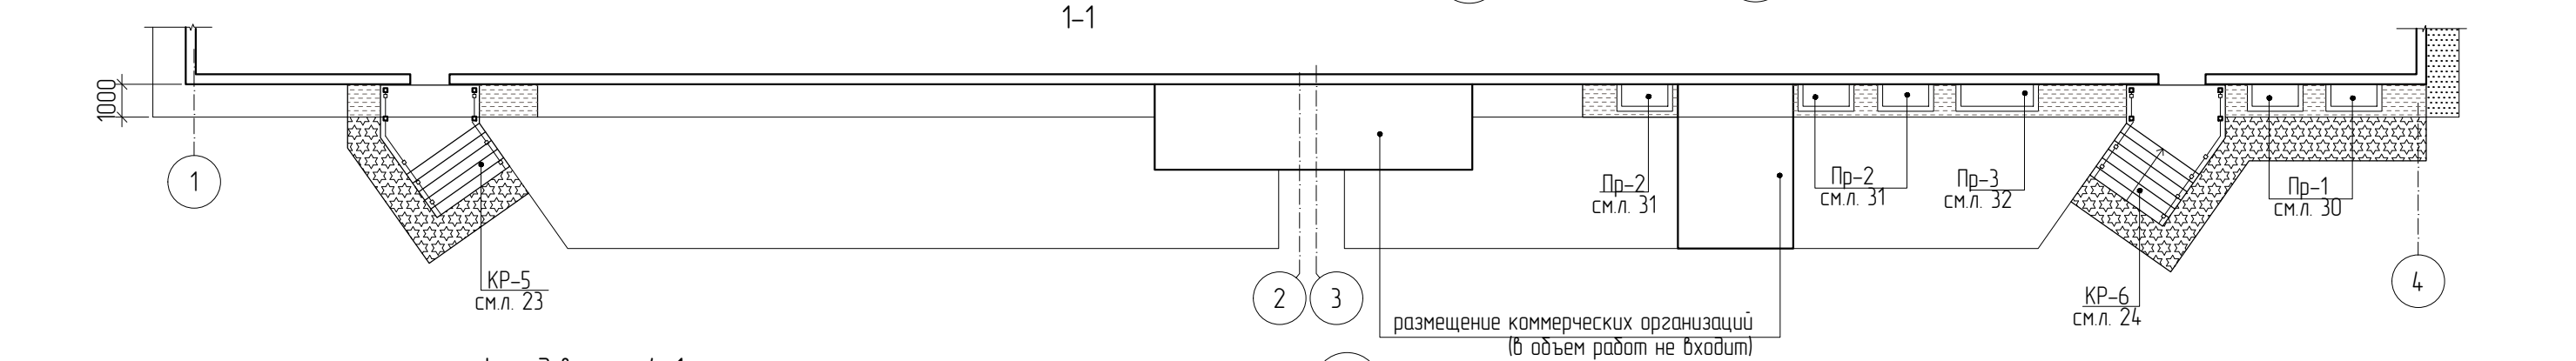 1-1
1000
1
Пр-2
см.л. 31
Пр-2
см.л. 31
Пр-3
см.л. 32
Пр-1
см.л. 30
КР-5
см.л. 23
2
3
4
КР-6
см.л. 24
размещение коммерческих организаций
(в объем работ не входит)